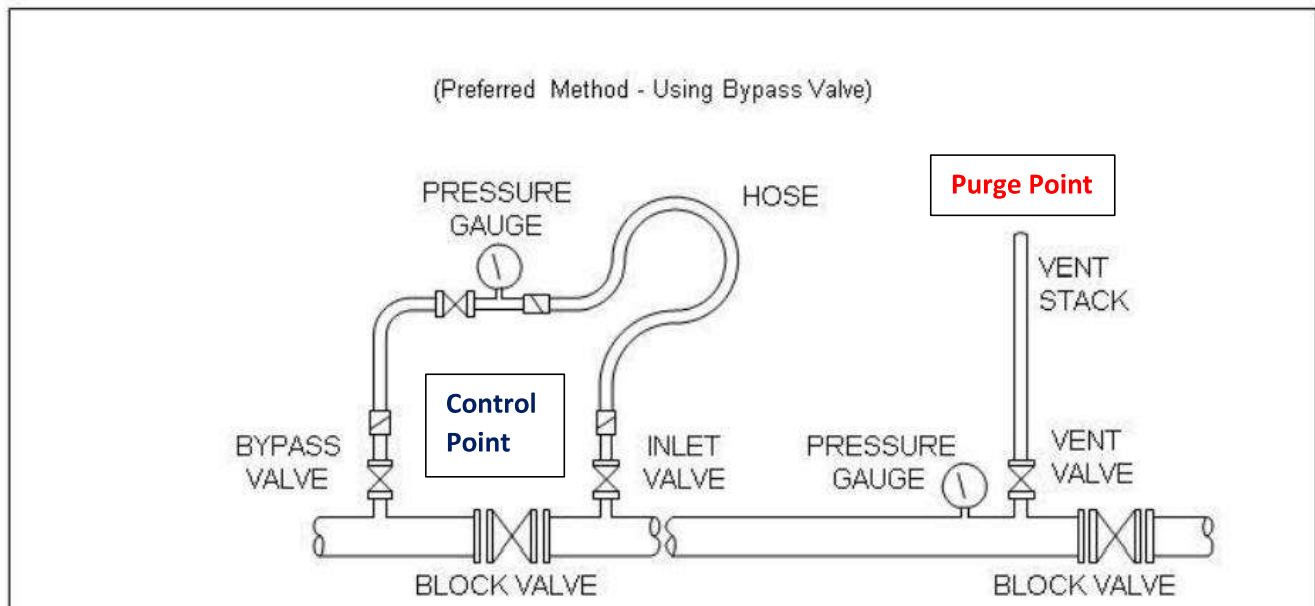 (Preferred Method - Using Bypass Valve)
Purge Point
PRESSURE
GAUGE
HOSE
VENT
STACK
Control
Point
BYPASS
VALVE
INLET
VALVE
PRESSURE
GAUGE
VENT
VALVE
BLOCK VALVE
BLOCK VALVE